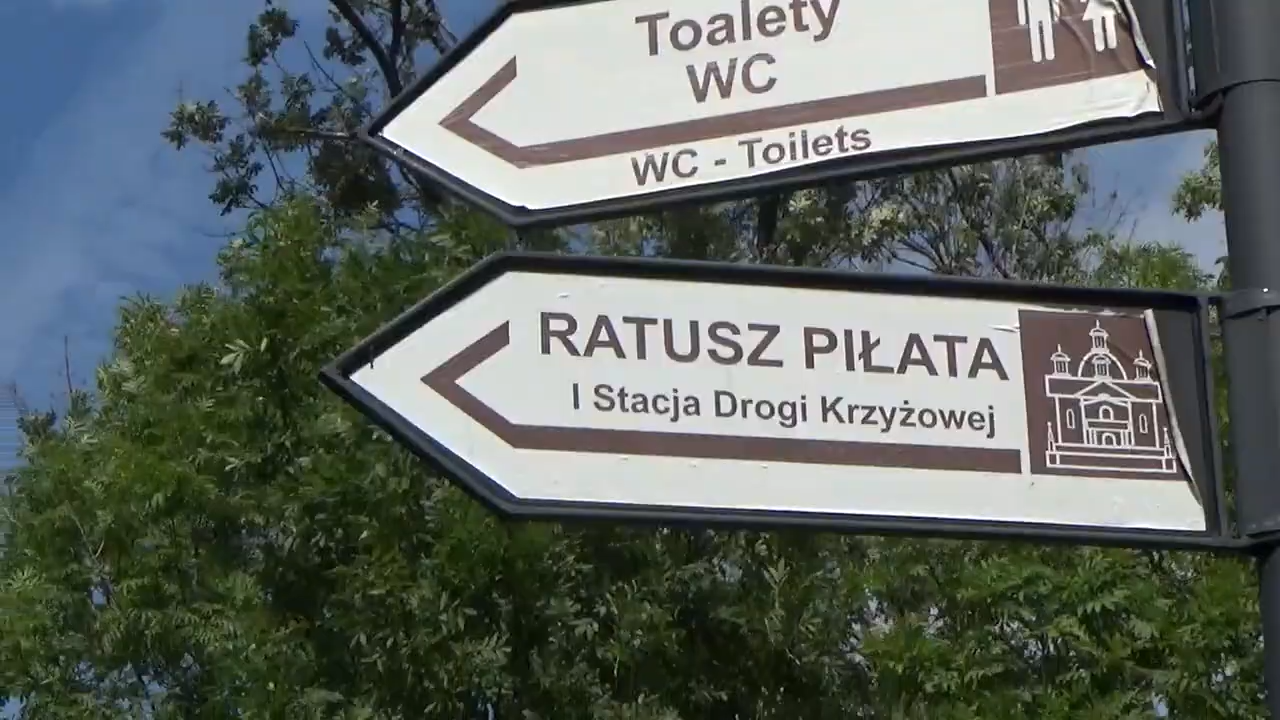 Toalety
WC
WC - Toilets
RATUSZ PIŁATA
I Stacja Drogi Krzyżowej